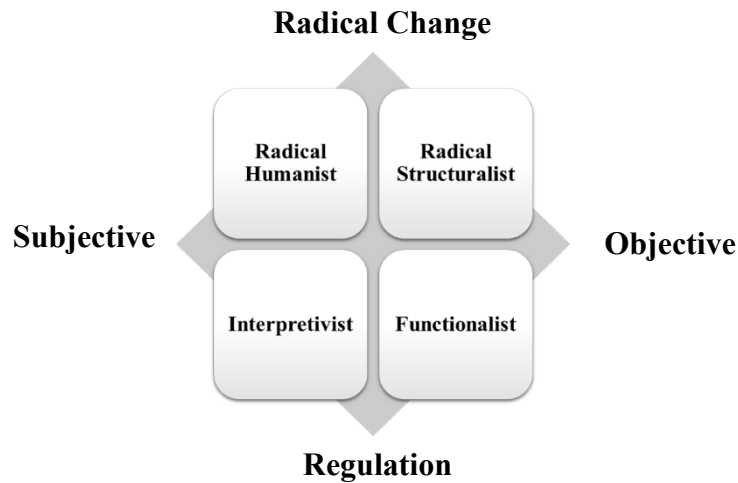 Radical Change
Radical
Humanist
Radical
Structuralist
Subjective
Objective
Interpretivist
Functionalist
Regulation